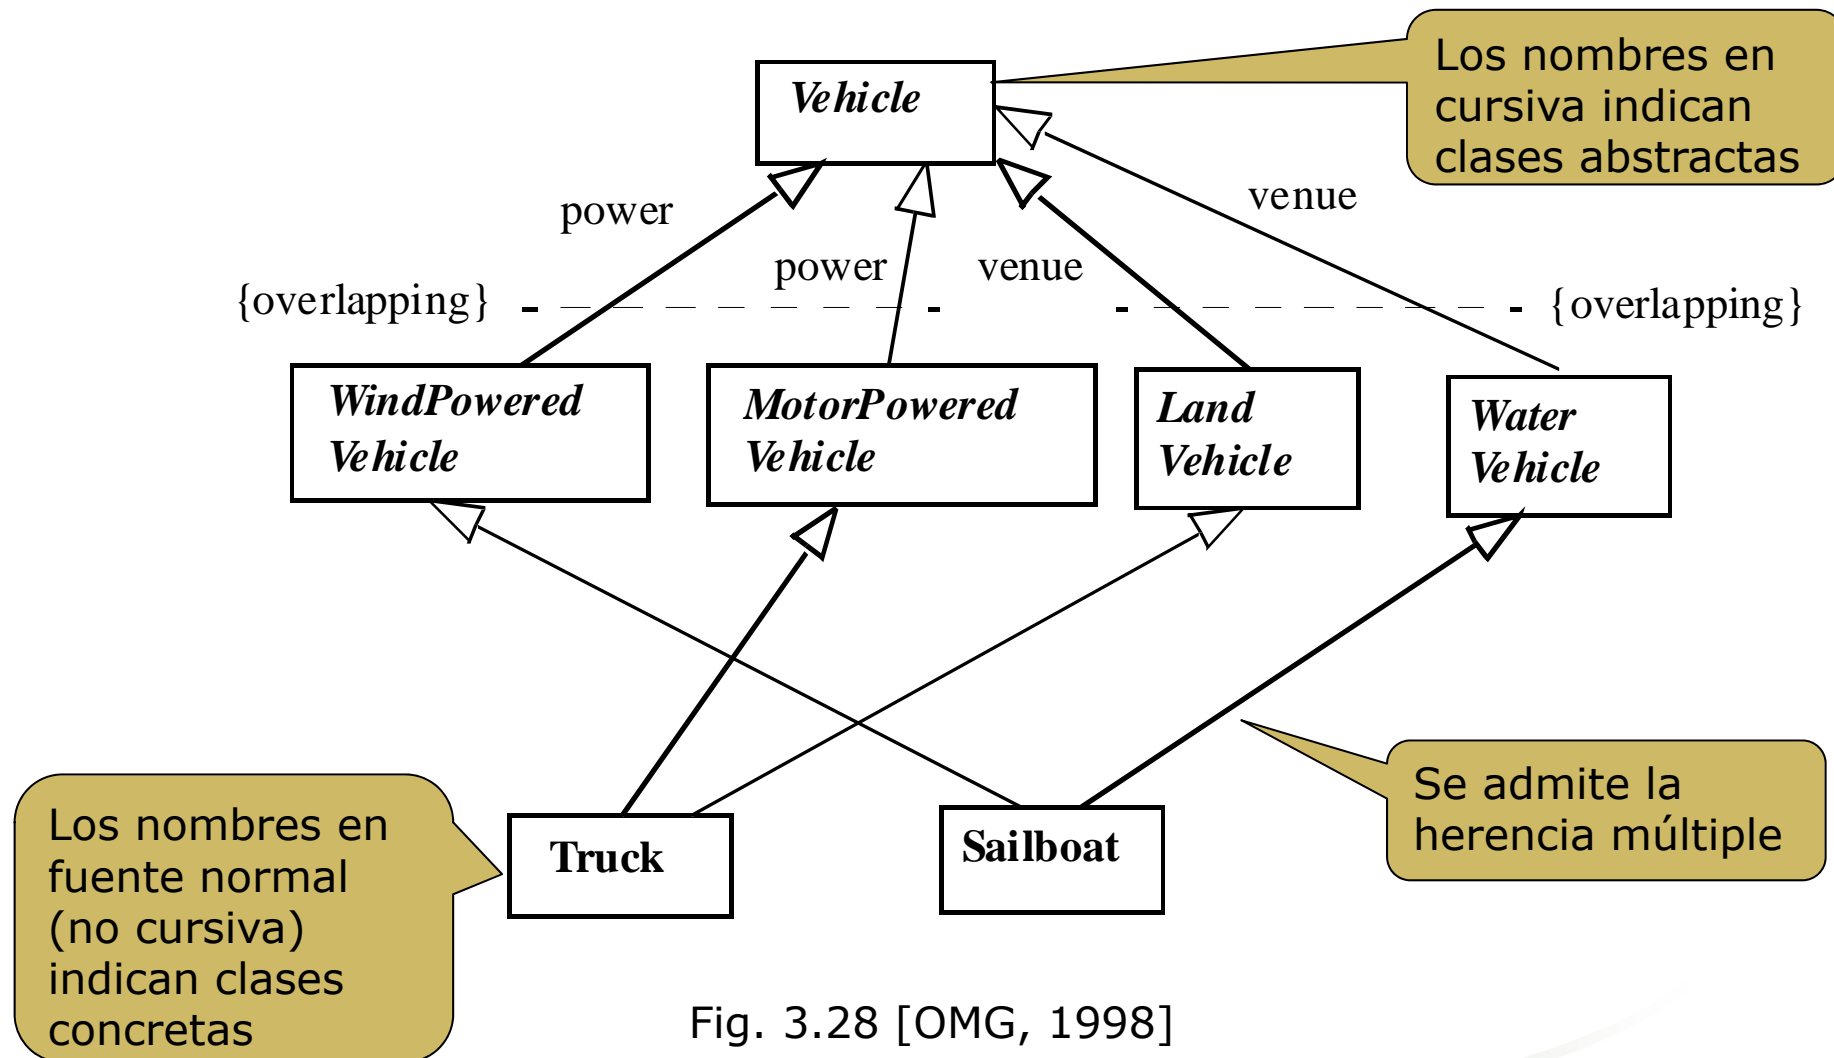 Vehicle
Los nombres en
cursiva indican
clases abstractas
power
venue
power
venue
{overlapping}
{overlapping}
WindPowered
Vehicle
MotorPowered
Vehicle
Land
Vehicle
Water
Vehicle
Truck
Sailboat
Se admite la
herencia múltiple
Los nombres en
fuente normal
(no cursiva)
indican clases
concretas
Fig. 3.28 [OMG, 1998]